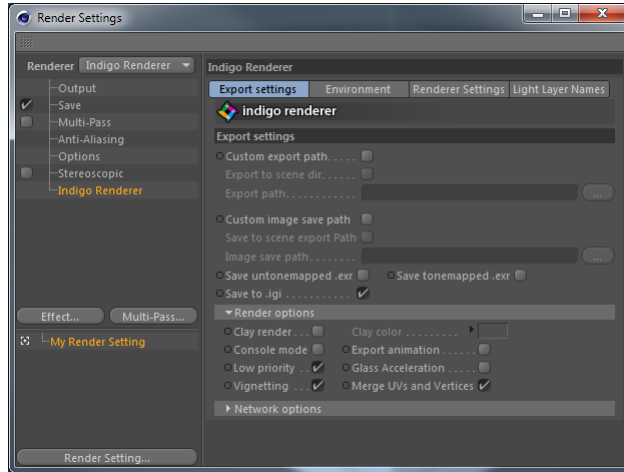 Render Settings
Renderer Indigo Renderer
Output
Save
Multi-Pass
Anti-Aliasing
Options
Stereoscopic
Indigo Renderer
Effect... Multi-Pass...
My Render Setting
Render Setting...
Indigo Renderer
Export settings Environment Renderer Settings Light Layer Names
indigo renderer
Export settings
Custom export path. . . . .
Export to scene dir. . . . . .
Export path. . . . . . . . . . . . ...
Custom image save path
Save to scene export Path
Image save path. . . . . . . . ...
Save untonemapped .exr Save tonemapped .exr
Save to .igi . . . . . . . . . . .
Render options
Clay render . . . Clay color . . . . . . . . .
Console mode Export animation . . . . . .
Low priority . . Glass Acceleration . . . . .
Vignetting . . . Merge UVs and Vertices
Network options